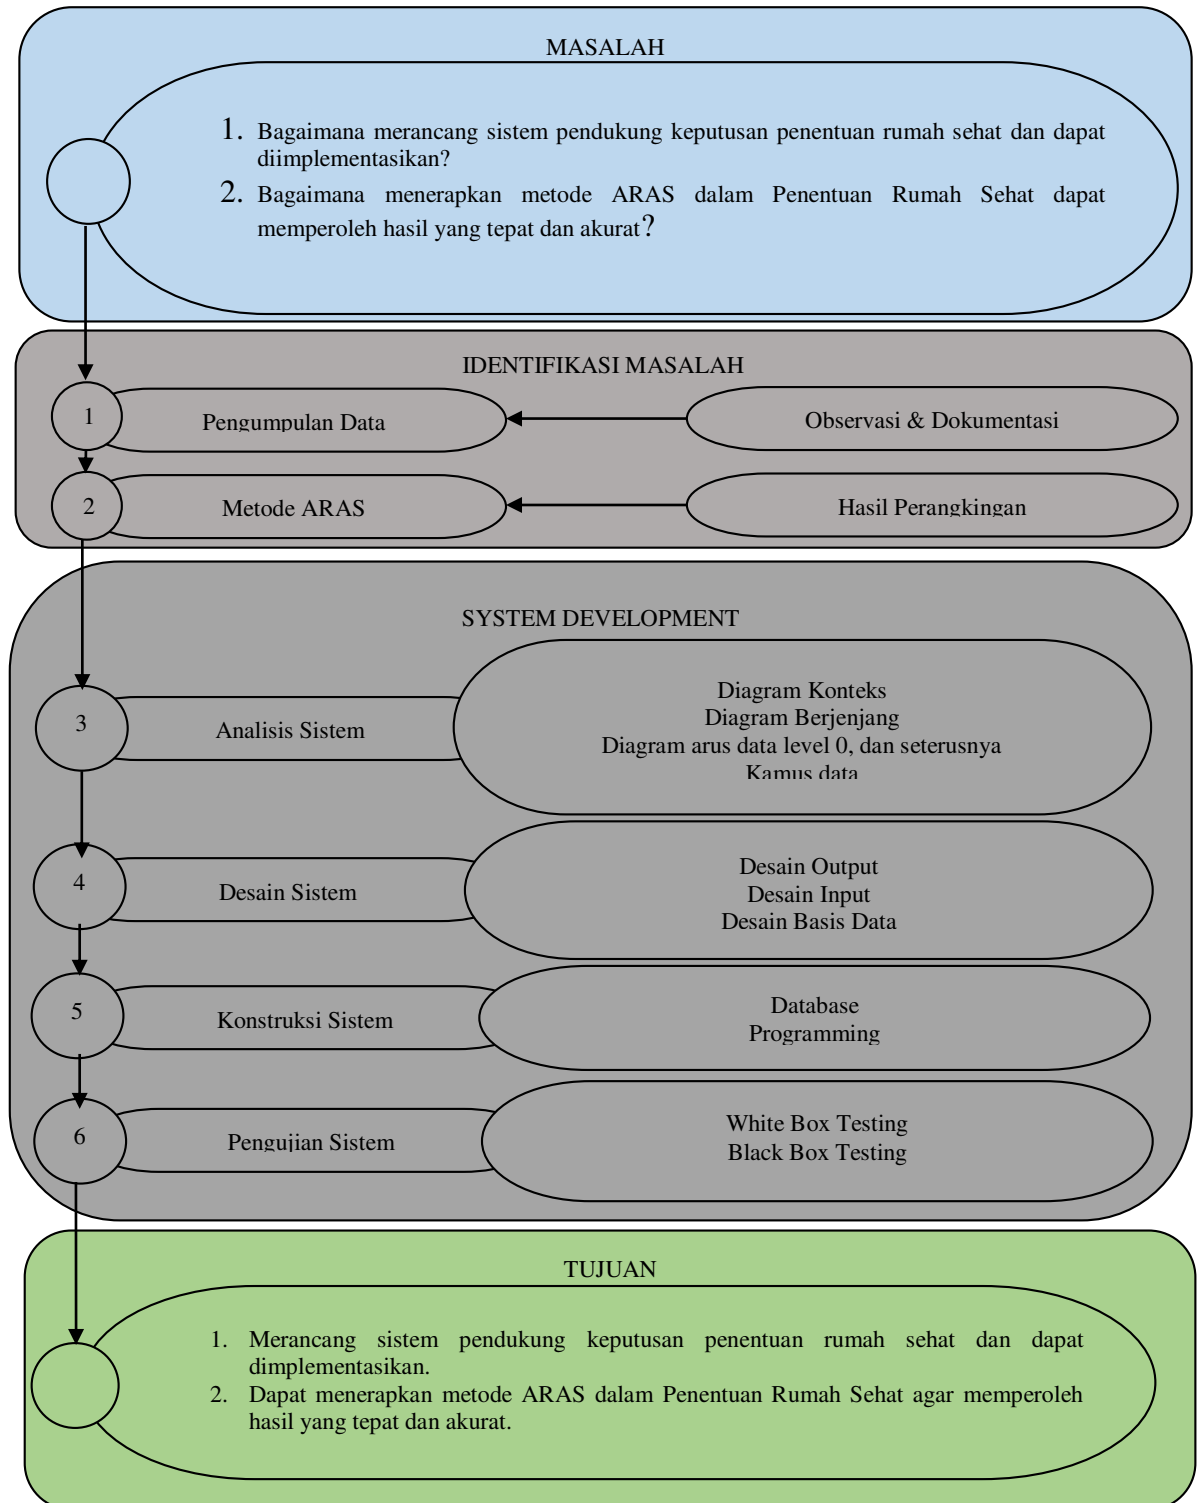 MASALAH
1. Bagaimana merancang sistem pendukung keputusan penentuan rumah sehat dan dapat
diimplementasikan?
2. Bagaimana menerapkan metode ARAS dalam Penentuan Rumah Sehat dapat
memperoleh hasil yang tepat dan akurat?
IDENTIFIKASI MASALAH
1 Pengumpulan Data Observasi & Dokumentasi
2 Metode ARAS Hasil Perangkingan
SYSTEM DEVELOPMENT
3 Analisis Sistem
Diagram Konteks
Diagram Berjenjang
Diagram arus data level 0, dan seterusnya
Kamus data
4 Desain Sistem
Desain Output
Desain Input
Desain Basis Data
5 Konstruksi Sistem
Database
Programming
6 Pengujian Sistem
White Box Testing
Black Box Testing
TUJUAN
1. Merancang sistem pendukung keputusan penentuan rumah sehat dan dapat
dimplementasikan.
2. Dapat menerapkan metode ARAS dalam Penentuan Rumah Sehat agar memperoleh
hasil yang tepat dan akurat.